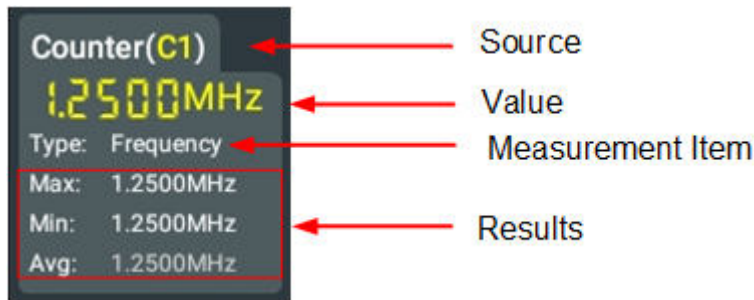 Counter(C1) Source
1.2500MHz Value
Type: Frequency Measurement Item
Max: 1.2500MHz
Min: 1.2500MHz Results
Avg: 1.2500MHz